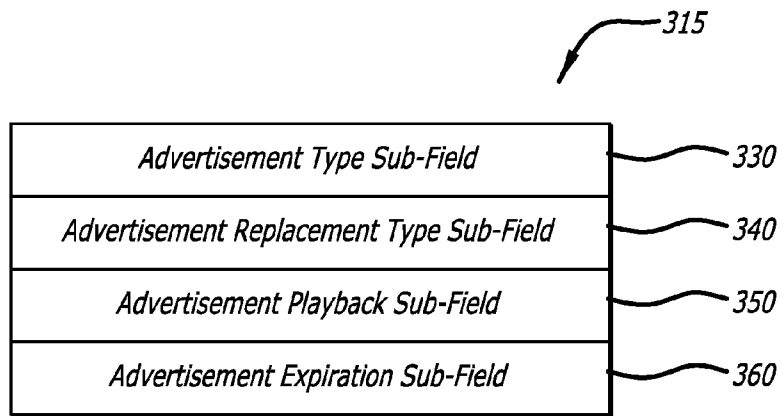 315
Advertisement Type Sub-Field 330
Advertisement Replacement Type Sub-Field 340
Advertisement Playback Sub-Field 350
Advertisement Expiration Sub-Field 360